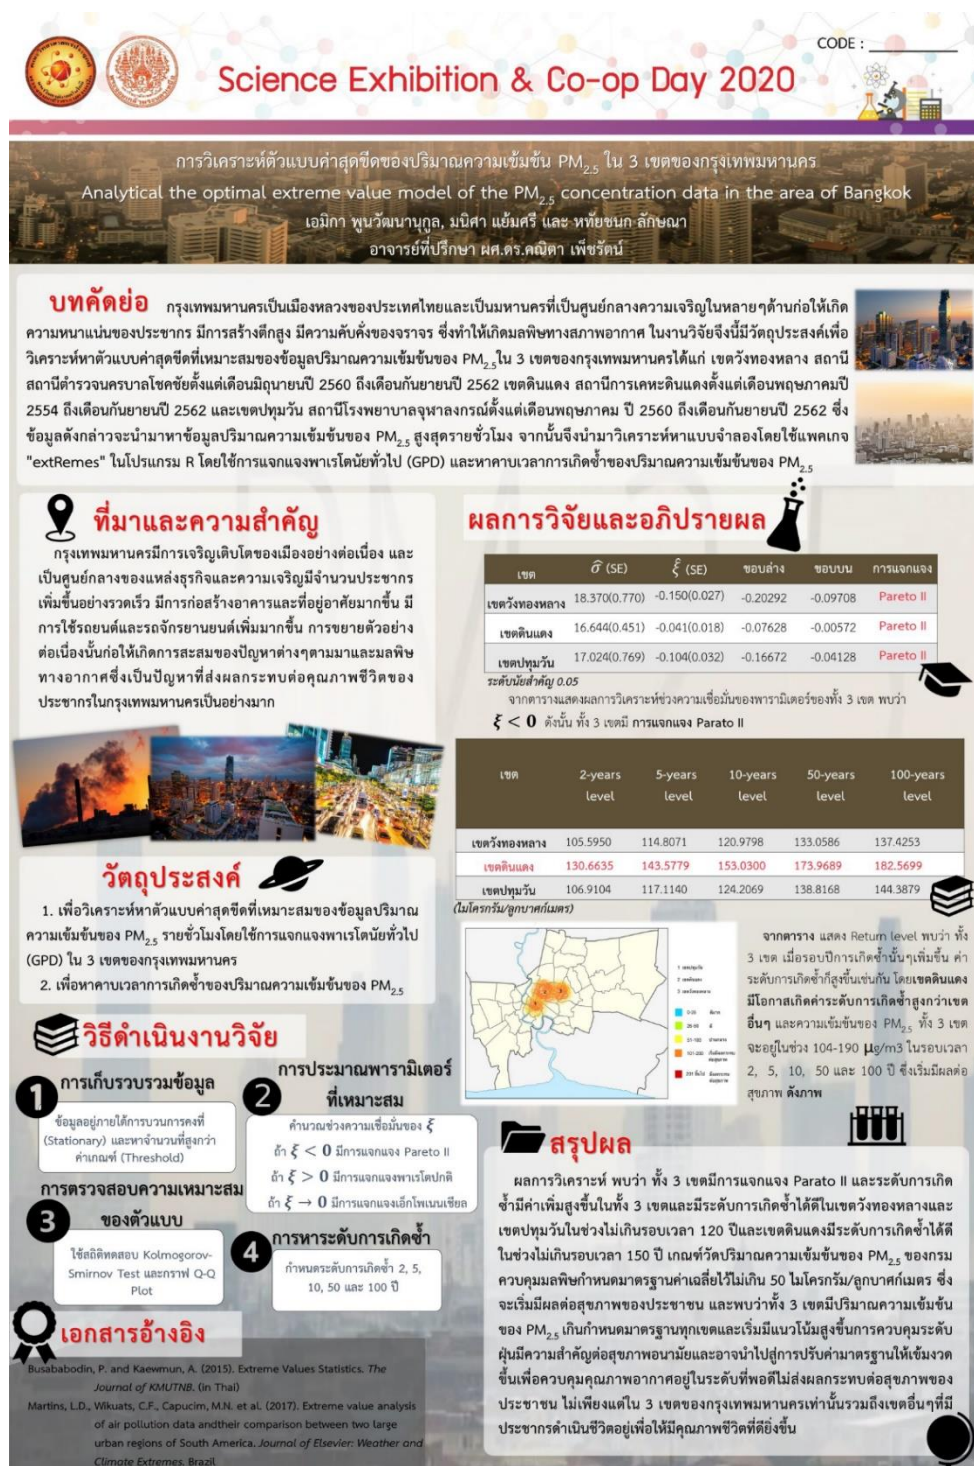 CODE :
Science Exhibition & Co-op Day 2020
การวิเคราะห์ตัวแบบค่าสุดขีดของปริมาณความเข้มข้น PM2.5 ใน 3 เขตของกรุงเทพมหานคร
Analytical the optimal extreme value model of the PM2.5 concentration data in the area of Bangkok
เอมิกา พูนวัฒนานุกูล, มนิศา แย้มศรี และ หทัยชนก ลักษณา
อาจารย์ที่ปรึกษา ผศ.ดร.คณิตา เพ็ชรัตน์
บทคัดย่อ กรุงเทพมหานครเป็นเมืองหลวงของประเทศไทยและเป็นมหานครที่เป็นศูนย์กลางความเจริญในหลายๆด้านก่อให้เกิด
ความหนาแน่นของประชากร มีการสร้างตึกสูง มีความคับคั่งของจราจร ซึ่งทำให้เกิดมลพิษทางสภาพอากาศ ในงานวิจัยจึงนี้มีวัตถุประสงค์เพื่อ
วิเคราะห์หาตัวแบบค่าสุดขีดที่เหมาะสมของข้อมูลปริมาณความเข้มข้นของ PM2.5 ใน 3 เขตของกรุงเทพมหานครได้แก่ เขตวังทองหลาง สถานี
สถานีตำรวจนครบาลโชคชัยตั้งแต่เดือนมิถุนายนปี 2560 ถึงเดือนกันยายนปี 2562 เขตดินแดง สถานีการเคหะดินแดงตั้งแต่เดือนพฤษภาคมปี
2554 ถึงเดือนกันยายนปี 2562 และเขตปทุมวัน สถานีโรงพยาบาลจุฬาลงกรณ์ตั้งแต่เดือนพฤษภาคม ปี 2560 ถึงเดือนกันยายนปี 2562 ซึ่ง
ข้อมูลดังกล่าวจะนำมาหาข้อมูลปริมาณความเข้มข้นของ PM2.5 สูงสุดรายชั่วโมง จากนั้นจึงนำมาวิเคราะห์หาแบบจำลองโดยใช้แพคเกจ
"extRemes" ในโปรแกรม R โดยใช้การแจกแจงพาเรโตนัยทั่วไป (GPD) และหาคาบเวลาการเกิดซ้ำของปริมาณความเข้มข้นของ PM2.5
ที่มาและความสำคัญ
กรุงเทพมหานครมีการเจริญเติบโตของเมืองอย่างต่อเนื่อง และ
เป็นศูนย์กลางของแหล่งธุรกิจและความเจริญมีจำนวนประชากร
เพิ่มขึ้นอย่างรวดเร็ว มีการก่อสร้างอาคารและที่อยู่อาศัยมากขึ้น มี
การใช้รถยนต์และรถจักรยานยนต์เพิ่มมากขึ้น การขยายตัวอย่าง
ต่อเนื่องนั้นก่อให้เกิดการสะสมของปัญหาต่างๆตามมาและมลพิษ
ทางอากาศซึ่งเป็นปัญหาที่ส่งผลกระทบต่อคุณภาพชีวิตของ
ประชากรในกรุงเทพมหานครเป็นอย่างมาก
วัตถุประสงค์
1. เพื่อวิเคราะห์หาตัวแบบค่าสุดขีดที่เหมาะสมของข้อมูลปริมาณ
ความเข้มข้นของ PM2.5 รายชั่วโมงโดยใช้การแจกแจงพาเรโตนัยทั่วไป
(GPD) ใน 3 เขตของกรุงเทพมหานคร
2. เพื่อหาคาบเวลาการเกิดซ้ำของปริมาณความเข้มข้นของ PM2.5
วิธีดำเนินงานวิจัย
1 การเก็บรวบรวมข้อมูล
ข้อมูลอยู่ภายใต้การบวนการคงที่
(Stationary) และหาจำนวนที่สูงกว่า
ค่าเกณฑ์ (Threshold)
2 การประมาณพารามิเตอร์
ที่เหมาะสม
คำนวณช่วงความเชื่อมั่นของ ξ
ถ้า ξ < 0 มีการแจกแจง Pareto II
ถ้า ξ > 0 มีการแจกแจงพาเรโตปกติ
ถ้า ξ → 0 มีการแจกแจงเอ็กโพเนนเชียล
3 การตรวจสอบความเหมาะสม
ของตัวแบบ
ใช้สถิติทดสอบ Kolmogorov-
Smirnov Test และกราฟ Q-Q
Plot
4 การหาระดับการเกิดซ้ำ
กำหนดระดับการเกิดซ้ำ 2, 5,
10, 50 และ 100 ปี
เอกสารอ้างอิง
Busababodin, P. and Kaewmun, A. (2015). Extreme Values Statistics. The
Journal of KMUTNB. (in Thai)
Martins, L.D., Wikuats, C.F., Capucim, M.N. et al. (2017). Extreme value analysis
of air pollution data andtheir comparison between two large
urban regions of South America. Journal of Elsevier: Weather and
Climate Extremes. Brazil
ผลการวิจัยและอภิปรายผล
เขต σ̂ (SE) ξ̂ (SE) ขอบล่าง ขอบบน การแจกแจง
เขตวังทองหลาง 18.370(0.770) -0.150(0.027) -0.20292 -0.09708 Pareto II
เขตดินแดง 16.644(0.451) -0.041(0.018) -0.07628 -0.00572 Pareto II
เขตปทุมวัน 17.024(0.769) -0.104(0.032) -0.16672 -0.04128 Pareto II
ระดับนัยสำคัญ 0.05
จากตารางแสดงผลการวิเคราะห์ช่วงความเชื่อมั่นของพารามิเตอร์ของทั้ง 3 เขต พบว่า
ξ < 0 ดังนั้น ทั้ง 3 เขตมี การแจกแจง Parato II
เขต 2-years level 5-years level 10-years level 50-years level 100-years level
เขตวังทองหลาง 105.5950 114.8071 120.9798 133.0586 137.4253
เขตดินแดง 130.6635 143.5779 153.0300 173.9689 182.5699
เขตปทุมวัน 106.9104 117.1140 124.2069 138.8168 144.3879
(ไมโครกรัม/ลูกบาศก์เมตร)
1 เขตปทุมวัน
2 เขตดินแดง
3 เขตวังทองหลาง
จากตาราง แสดง Return level พบว่า ทั้ง
3 เขต เมื่อรอบปีการเกิดซ้ำนั้นๆเพิ่มขึ้น ค่า
ระดับการเกิดซ้ำก็สูงขึ้นเช่นกัน โดยเขตดินแดง
มีโอกาสเกิดค่าระดับการเกิดซ้ำสูงกว่าเขต
อื่นๆ และความเข้มข้นของ PM2.5 ทั้ง 3 เขต
จะอยู่ในช่วง 104-190 μg/m3 ในรอบเวลา
2, 5, 10, 50 และ 100 ปี ซึ่งเริ่มมีผลต่อ
สุขภาพ ดังภาพ
สรุปผล
ผลการวิเคราะห์ พบว่า ทั้ง 3 เขตมีการแจกแจง Parato II และระดับการเกิด
ซ้ำมีค่าเพิ่มสูงขึ้นในทั้ง 3 เขตและมีระดับการเกิดซ้ำได้ดีในเขตวังทองหลางและ
เขตปทุมวันในช่วงไม่เกินรอบเวลา 120 ปีและเขตดินแดงมีระดับการเกิดซ้ำได้ดี
ในช่วงไม่เกินรอบเวลา 150 ปี เกณฑ์วัดปริมาณความเข้มข้นของ PM2.5 ของกรม
ควบคุมมลพิษกำหนดมาตรฐานค่าเฉลี่ยไว้ไม่เกิน 50 ไมโครกรัม/ลูกบาศก์เมตร ซึ่ง
จะเริ่มมีผลต่อสุขภาพของประชาชน และพบว่าทั้ง 3 เขตมีปริมาณความเข้มข้น
ของ PM2.5 เกินกำหนดมาตรฐานทุกเขตและเริ่มมีแนวโน้มสูงขึ้นการควบคุมระดับ
ฝุ่นมีความสำคัญต่อสุขภาพอนามัยและอาจนำไปสู่การปรับค่ามาตรฐานให้เข้มงวด
ขึ้นเพื่อควบคุมคุณภาพอากาศอยู่ในระดับที่พอดีไม่ส่งผลกระทบต่อสุขภาพของ
ประชาชน ไม่เพียงแต่ใน 3 เขตของกรุงเทพมหานครเท่านั้นรวมถึงเขตอื่นๆที่มี
ประชากรดำเนินชีวิตอยู่เพื่อให้มีคุณภาพชีวิตที่ดียิ่งขึ้น